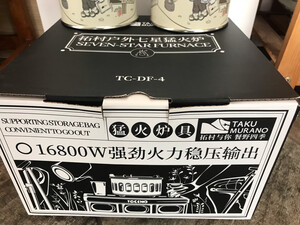 拓村户外七星猛火炉
SEVEN-STAR FURNACE
TC-DF-4
SUPPORTING STORAGE BAG
CONVENIENT TO GO OUT
猛火炉具
TAKU
MURANO
拓村与你 餐野四季
16800W强劲火力稳压输出